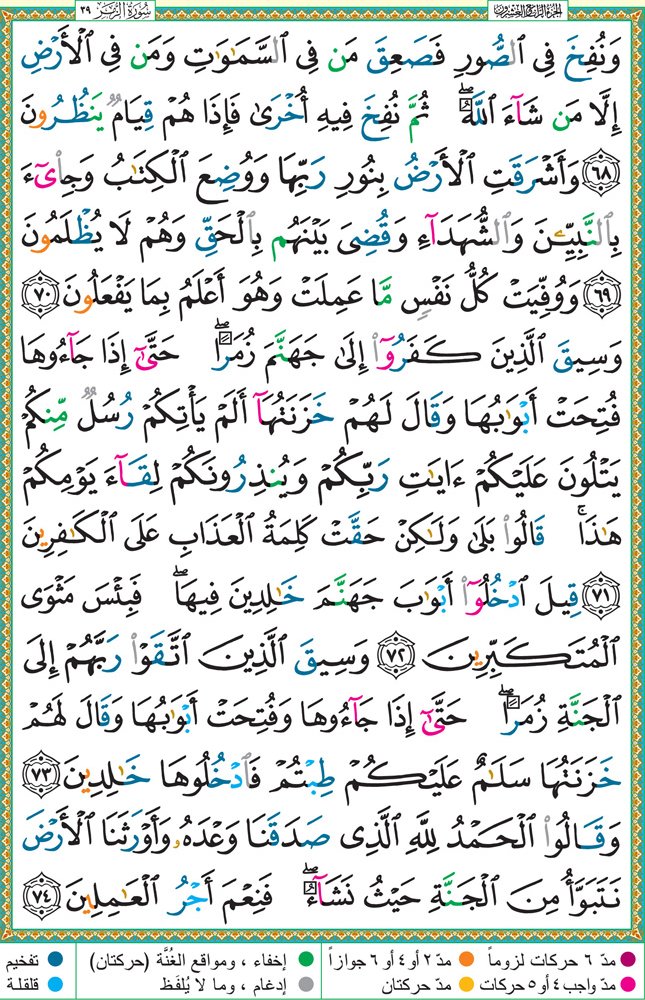 الجزء الرابع والعشرون
سُورَةُ الزُّمَرِ ٣٩
وَنُفِخَ فِى ٱلصُّورِ فَصَعِقَ مَن فِى ٱلسَّمَٰوَٰتِ وَمَن فِى ٱلْأَرْضِ
إِلَّا مَن شَآءَ ٱللَّهُ ۖ ثُمَّ نُفِخَ فِيهِ أُخْرَىٰ فَإِذَا هُمْ قِيَامٌ يَنظُرُونَ
﴿٦٨﴾ وَأَشْرَقَتِ ٱلْأَرْضُ بِنُورِ رَبِّهَا وَوُضِعَ ٱلْكِتَٰبُ وَجِا۟ىٓءَ
بِٱلنَّبِيِّۦنَ وَٱلشُّهَدَآءِ وَقُضِىَ بَيْنَهُم بِٱلْحَقِّ وَهُمْ لَا يُظْلَمُونَ
﴿٦٩﴾ وَوُفِّيَتْ كُلُّ نَفْسٍ مَّا عَمِلَتْ وَهُوَ أَعْلَمُ بِمَا يَفْعَلُونَ ﴿٧٠﴾
وَسِيقَ ٱلَّذِينَ كَفَرُوٓا۟ إِلَىٰ جَهَنَّمَ زُمَرًا ۖ حَتَّىٰٓ إِذَا جَآءُوهَا
فُتِحَتْ أَبْوَٰبُهَا وَقَالَ لَهُمْ خَزَنَتُهَآ أَلَمْ يَأْتِكُمْ رُسُلٌ مِّنكُمْ
يَتْلُونَ عَلَيْكُمْ ءَايَٰتِ رَبِّكُمْ وَيُنذِرُونَكُمْ لِقَآءَ يَوْمِكُمْ
هَٰذَا ۚ قَالُوا۟ بَلَىٰ وَلَٰكِنْ حَقَّتْ كَلِمَةُ ٱلْعَذَابِ عَلَى ٱلْكَٰفِرِينَ
﴿٧١﴾ قِيلَ ٱدْخُلُوٓا۟ أَبْوَٰبَ جَهَنَّمَ خَٰلِدِينَ فِيهَا ۖ فَبِئْسَ مَثْوَى
ٱلْمُتَكَبِّرِينَ ﴿٧٢﴾ وَسِيقَ ٱلَّذِينَ ٱتَّقَوْا۟ رَبَّهُمْ إِلَى
ٱلْجَنَّةِ زُمَرًا ۖ حَتَّىٰٓ إِذَا جَآءُوهَا وَفُتِحَتْ أَبْوَٰبُهَا وَقَالَ لَهُمْ
خَزَنَتُهَا سَلَٰمٌ عَلَيْكُمْ طِبْتُمْ فَٱدْخُلُوهَا خَٰلِدِينَ ﴿٧٣﴾
وَقَالُوا۟ ٱلْحَمْدُ لِلَّهِ ٱلَّذِى صَدَقَنَا وَعْدَهُۥ وَأَوْرَثَنَا ٱلْأَرْضَ
نَتَبَوَّأُ مِنَ ٱلْجَنَّةِ حَيْثُ نَشَآءُ ۖ فَنِعْمَ أَجْرُ ٱلْعَٰمِلِينَ ﴿٧٤﴾
مدّ ٦ حركات لزوماً مدّ ٢ أو ٤ أو ٦ جوازاً إخفاء ، ومواقع الغُنَّة (حركتان) تفخيم
مدّ واجب ٤ أو ٥ حركات مدّ حركتان إدغام ، وما لا يُلفَظ قلقلة